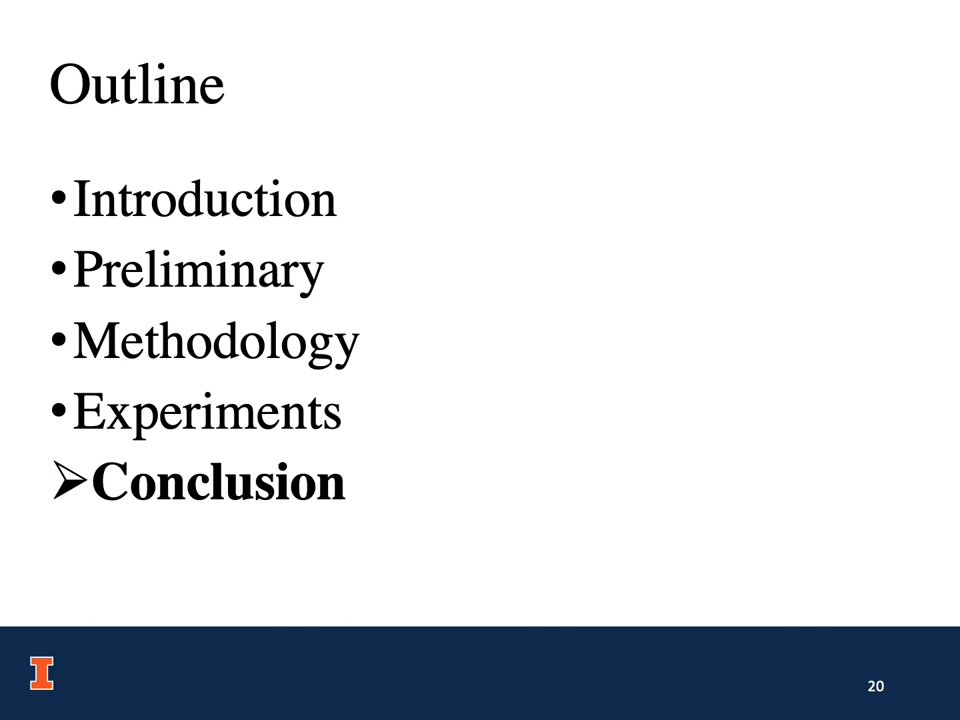 Outline
• Introduction
• Preliminary
• Methodology
• Experiments
➢ Conclusion
I
20